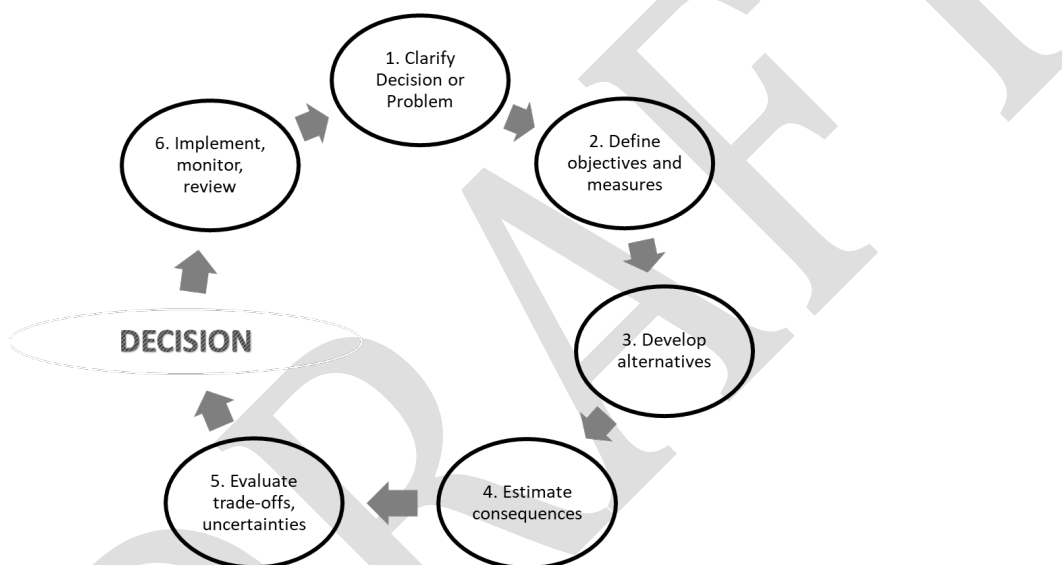 1. Clarify
Decision or
Problem
2. Define
objectives and
measures
3. Develop
alternatives
4. Estimate
consequences
5. Evaluate
trade-offs,
uncertainties
DECISION
6. Implement,
monitor,
review
DRAFT